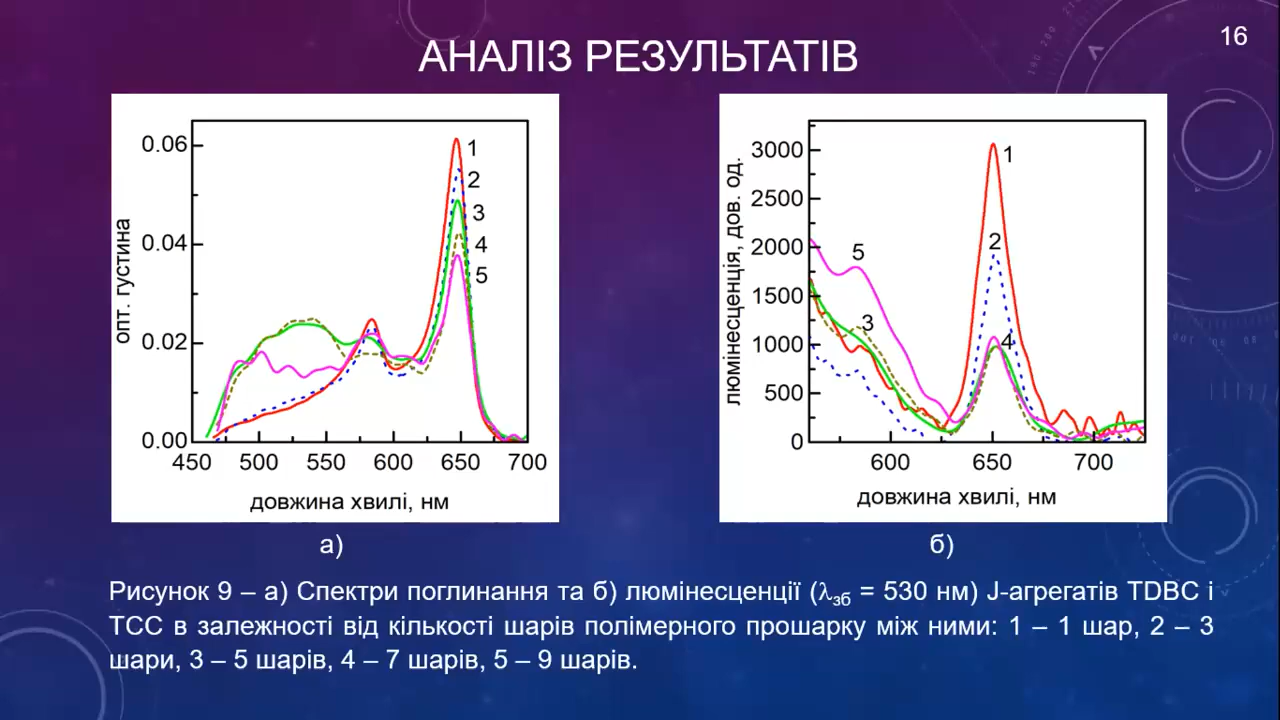 16
АНАЛІЗ РЕЗУЛЬТАТІВ
0.06
0.04
0.02
0.00
опт. густина
1
2
3
4
5
450 500 550 600 650 700
довжина хвилі, нм
а)
3000
2500
2000
1500
1000
500
0
люмінесценція, дов. од.
1
2
5
3
4
600 650 700
довжина хвилі, нм
б)
Рисунок 9 – а) Спектри поглинання та б) люмінесценції (λзб = 530 нм) J-агрегатів TDBC і
ТСС в залежності від кількості шарів полімерного прошарку між ними: 1 – 1 шар, 2 – 3
шари, 3 – 5 шарів, 4 – 7 шарів, 5 – 9 шарів.